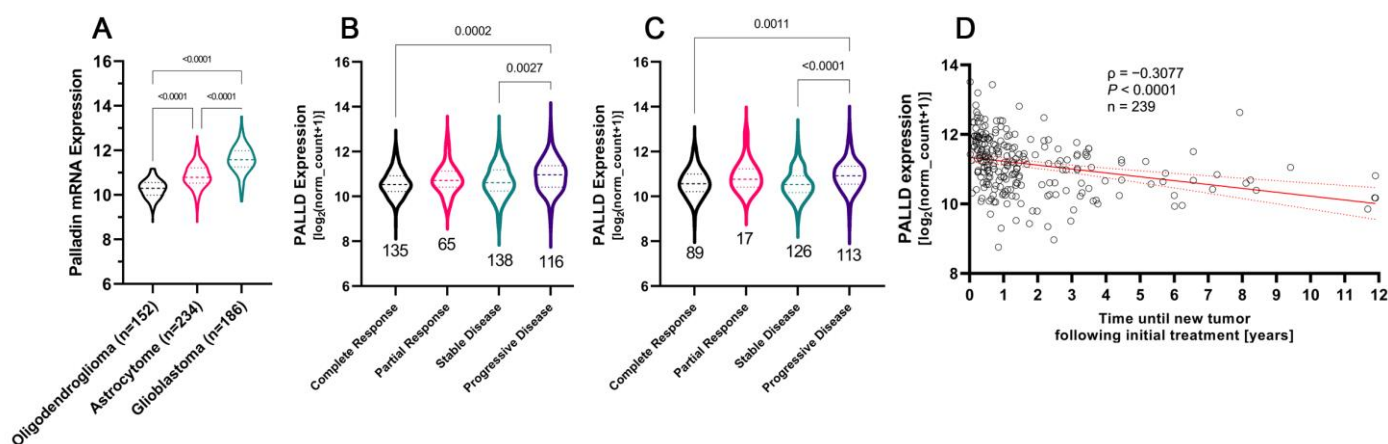 A
Palladin mRNA Expression
16
14
12
10
8
6
<0.0001
<0.0001
<0.0001
Oligodendroglioma (n=152)
Astrocytome (n=234)
Glioblastoma (n=186)
B
PALLD Expression
[log2(norm_count+1)]
16
14
12
10
8
6
0.0002
0.0027
135
65
138
116
Complete Response
Partial Response
Stable Disease
Progressive Disease
C
PALLD Expression
[log2(norm_count+1)]
16
14
12
10
8
6
0.0011
<0.0001
89
17
126
113
Complete Response
Partial Response
Stable Disease
Progressive Disease
D
PALLD expression
[log2(norm_count+1)]
14
12
10
8
ρ = −0.3077
P < 0.0001
n = 239
0 1 2 3 4 5 6 7 8 9 10 11 12
Time until new tumor
following initial treatment [years]